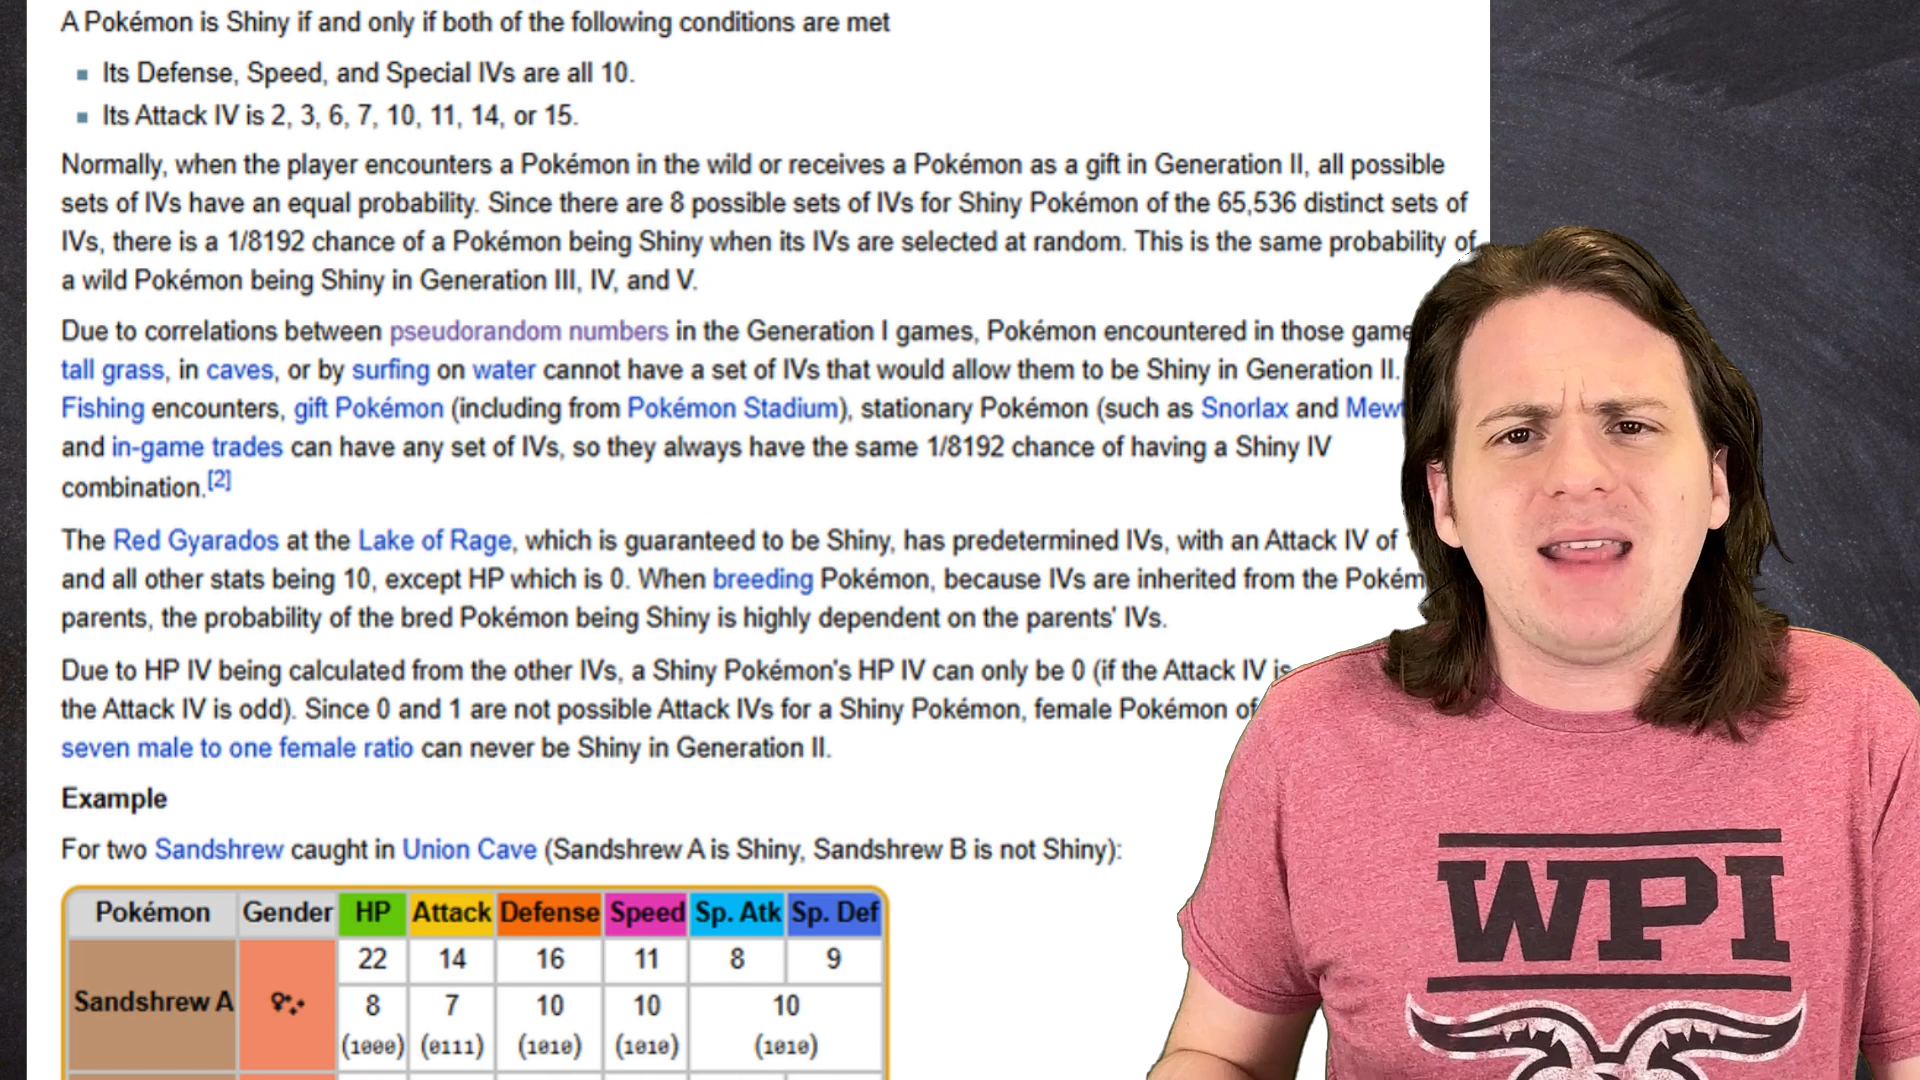 A Pokémon is Shiny if and only if both of the following conditions are met
Its Defense, Speed, and Special IVs are all 10.
Its Attack IV is 2, 3, 6, 7, 10, 11, 14, or 15.
Normally, when the player encounters a Pokémon in the wild or receives a Pokémon as a gift in Generation II, all possible
sets of IVs have an equal probability. Since there are 8 possible sets of IVs for Shiny Pokémon of the 65,536 distinct sets of
IVs, there is a 1/8192 chance of a Pokémon being Shiny when its IVs are selected at random. This is the same probability of
a wild Pokémon being Shiny in Generation III, IV, and V.
Due to correlations between pseudorandom numbers in the Generation I games, Pokémon encountered in those game
tall grass, in caves, or by surfing on water cannot have a set of IVs that would allow them to be Shiny in Generation II.
Fishing encounters, gift Pokémon (including from Pokémon Stadium), stationary Pokémon (such as Snorlax and Mewt
and in-game trades can have any set of IVs, so they always have the same 1/8192 chance of having a Shiny IV
combination.[2]
The Red Gyarados at the Lake of Rage, which is guaranteed to be Shiny, has predetermined IVs, with an Attack IV of
and all other stats being 10, except HP which is 0. When breeding Pokémon, because IVs are inherited from the Pokém
parents, the probability of the bred Pokémon being Shiny is highly dependent on the parents' IVs.
Due to HP IV being calculated from the other IVs, a Shiny Pokémon's HP IV can only be 0 (if the Attack IV is
the Attack IV is odd). Since 0 and 1 are not possible Attack IVs for a Shiny Pokémon, female Pokémon of
seven male to one female ratio can never be Shiny in Generation II.
Example
For two Sandshrew caught in Union Cave (Sandshrew A is Shiny, Sandshrew B is not Shiny):
Pokémon Gender HP Attack Defense Speed Sp. Atk Sp. Def
22 14 16 11 8 9
Sandshrew A ♀
8 7 10 10 10
(1000) (0111) (1010) (1010) (1010)
WPI